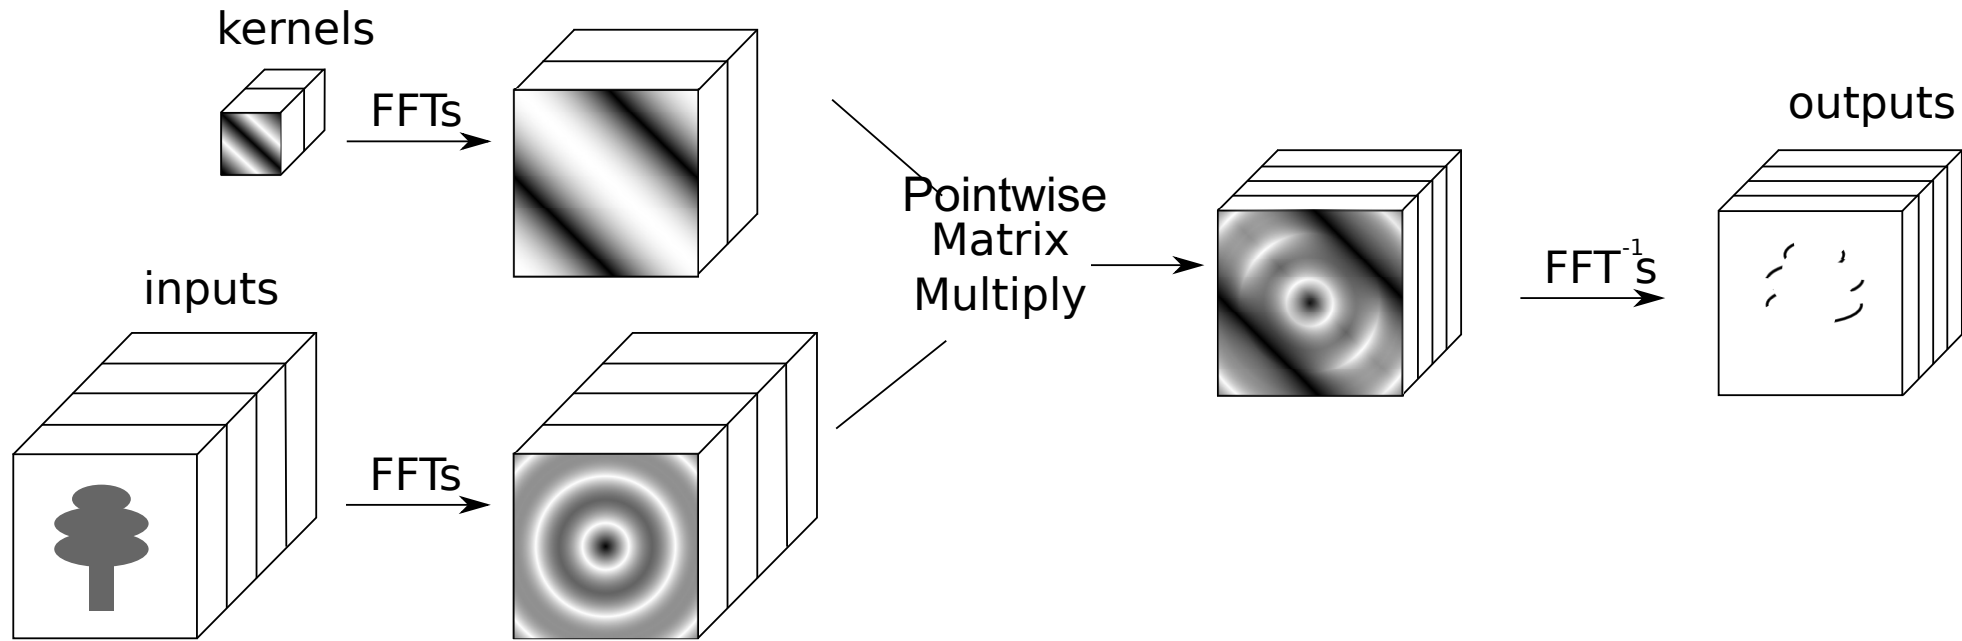 kernels
FFTs
inputs
FFTs
Pointwise
Matrix
Multiply
FFT⁻¹s
outputs